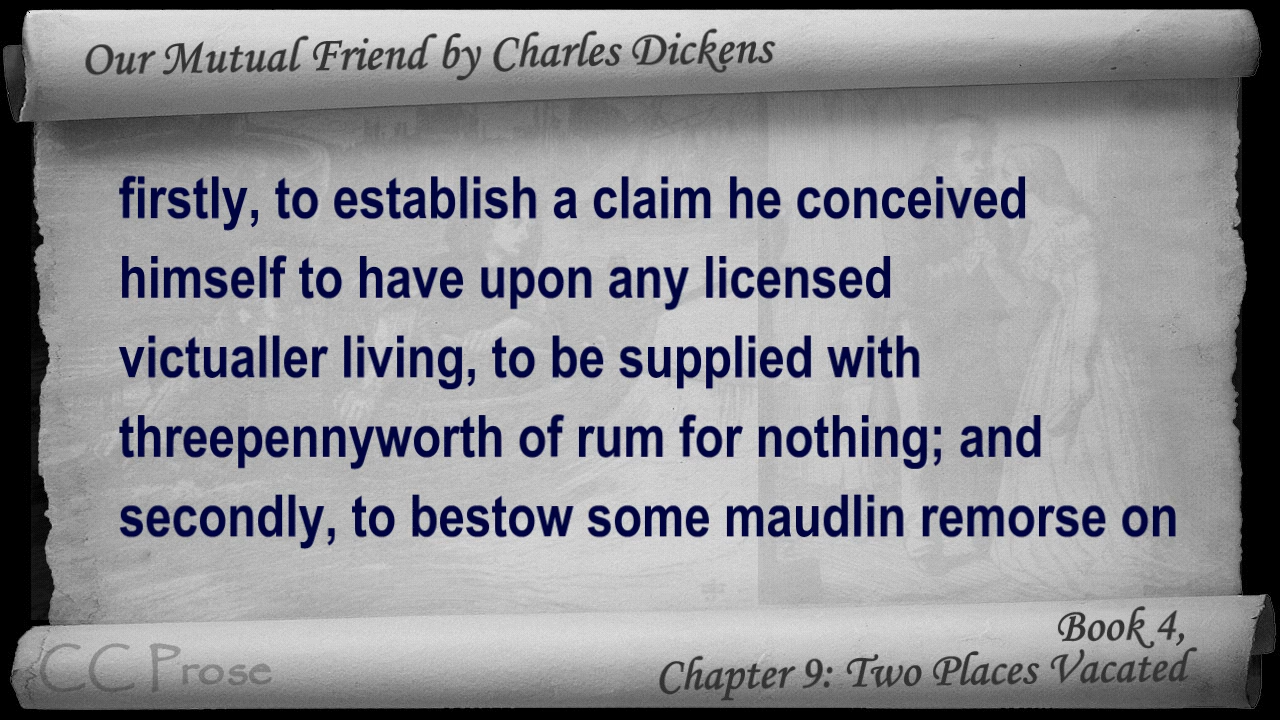 Our Mutual Friend by Charles Dickens
firstly, to establish a claim he conceived
himself to have upon any licensed
victualler living, to be supplied with
threepennyworth of rum for nothing; and
secondly, to bestow some maudlin remorse on
Book 4,
Chapter 9: Two Places Vacated
CC Prose